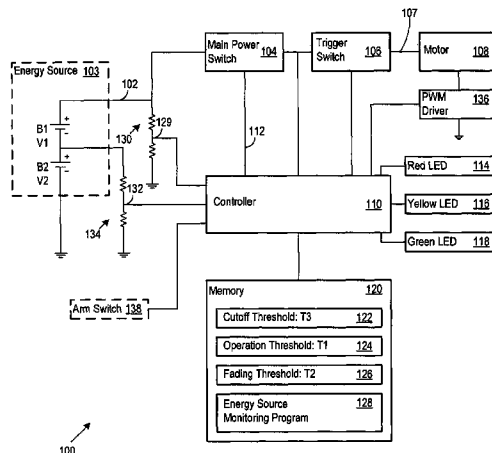 107
Main Power Switch 104
Trigger Switch 106
Motor 108
Energy Source 103
102
PWM Driver 136
B1
V1
130
129
112
B2
V2
132
134
Red LED 114
Controller 110
Yellow LED 116
Green LED 118
Arm Switch 138
Memory 120
Cutoff Threshold: T3 122
Operation Threshold: T1 124
Fading Threshold: T2 126
Energy Source Monitoring Program 128
100